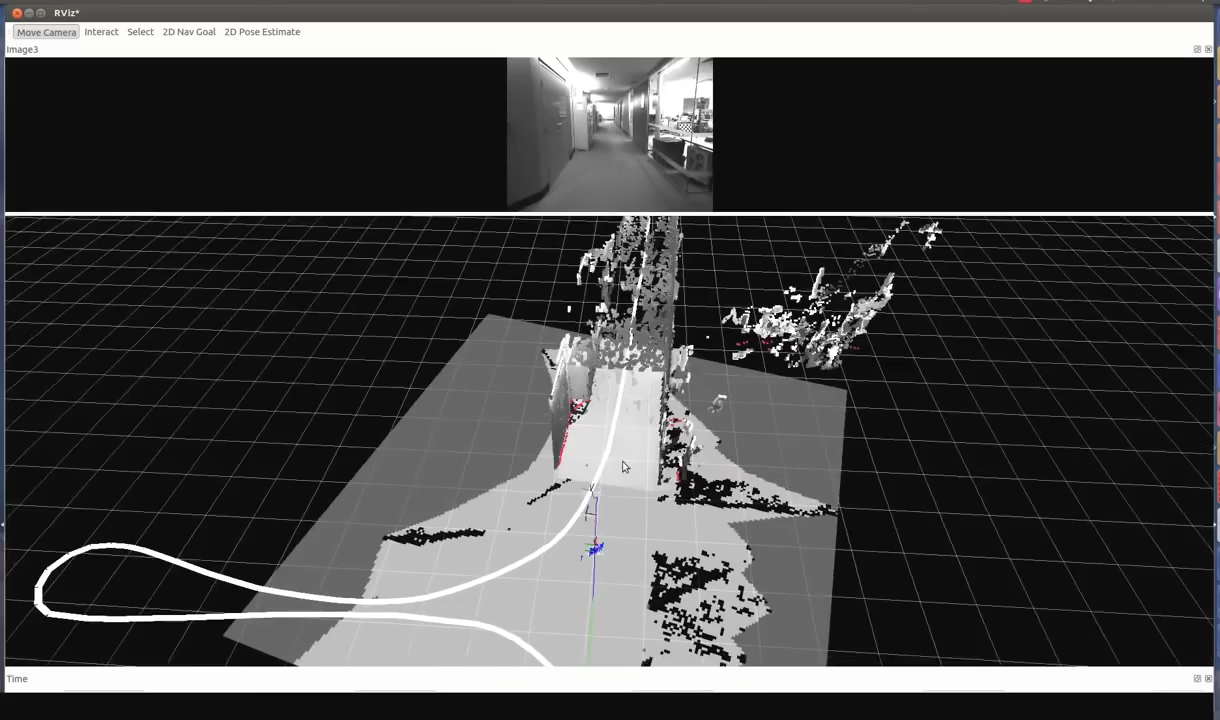 RViz*
Move Camera Interact Select 2D Nav Goal 2D Pose Estimate
Image3
Time